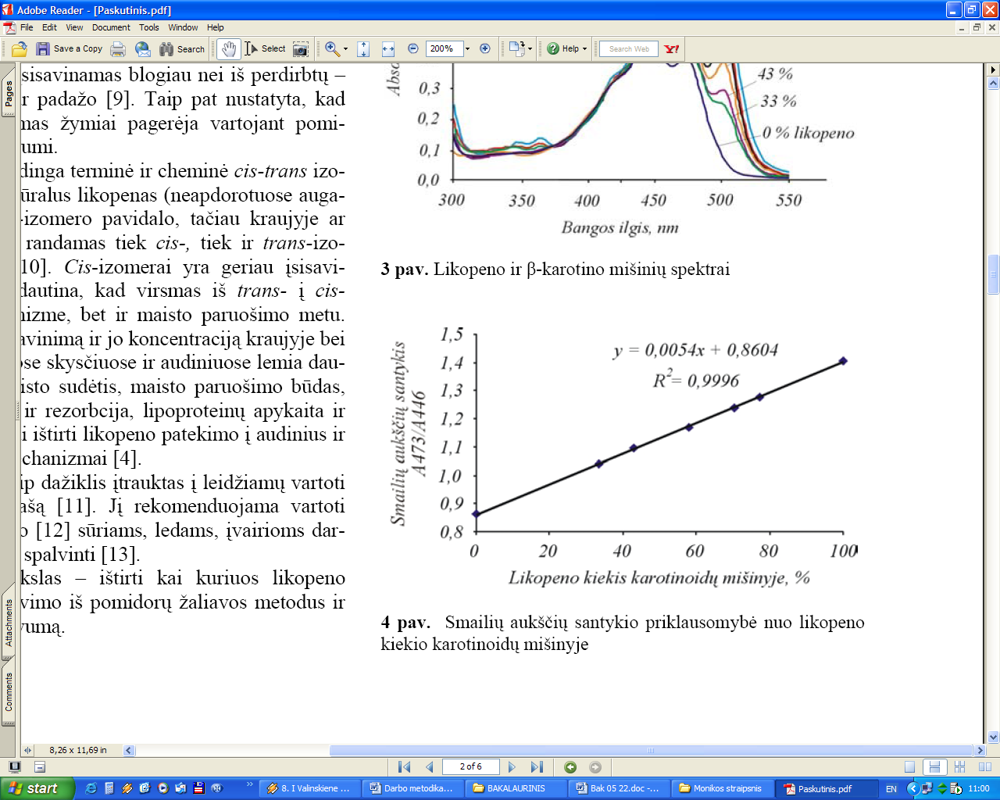 Adobe Reader - [Paskutinis.pdf]
File Edit View Document Tools Window Help
Save a Copy Search Select 200% Help Search Web Y!
Pages
Attachments
Comments
sisavinamas blogiau nei iš perdirbtų –
r padažo [9]. Taip pat nustatyta, kad
mas žymiai pagerėja vartojant pomi-
umi.
dinga terminė ir cheminė cis-trans izo-
ūralus likopenas (neapdorotuose auga-
-izomero pavidalo, tačiau kraujyje ar
randamas tiek cis-, tiek ir trans-izo-
10]. Cis-izomerai yra geriau įsisavi-
dautina, kad virsmas iš trans- į cis-
nizme, bet ir maisto paruošimo metu.
avinimą ir jo koncentraciją kraujyje bei
ose skysčiuose ir audiniuose lemia dau-
isto sudėtis, maisto paruošimo būdas,
ir rezorbcija, lipoproteinų apykaita ir
i ištirti likopeno patekimo į audinius ir
chanizmai [4].
ip dažiklis įtrauktas į leidžiamų vartoti
ašą [11]. Jį rekomenduojama vartoti
o [12] sūriams, ledams, įvairioms dar-
spalvinti [13].
kslas – ištirti kai kuriuos likopeno
vimo iš pomidorų žaliavos metodus ir
vumą.
Abso
0,3
0,2
0,1
0,0
300 350 400 450 500 550
43 %
33 %
0 % likopeno
Bangos ilgis, nm
3 pav. Likopeno ir β-karotino mišinių spektrai
Smailių aukščių santykis
A473/A446
1,5
1,4
1,3
1,2
1,1
1,0
0,9
0,8
y = 0,0054x + 0,8604
R² = 0,9996
0 20 40 60 80 100
Likopeno kiekis karotinoidų mišinyje, %
4 pav. Smailių aukščių santykio priklausomybė nuo likopeno
kiekio karotinoidų mišinyje
8,26 x 11,69 in
2 of 6
start
8. I Valinskiene
Darbo metodika...
BAKALAURINIS
Bak 05 22.doc -...
Monikos straipsnis
Paskutinis.pdf
EN
11:00